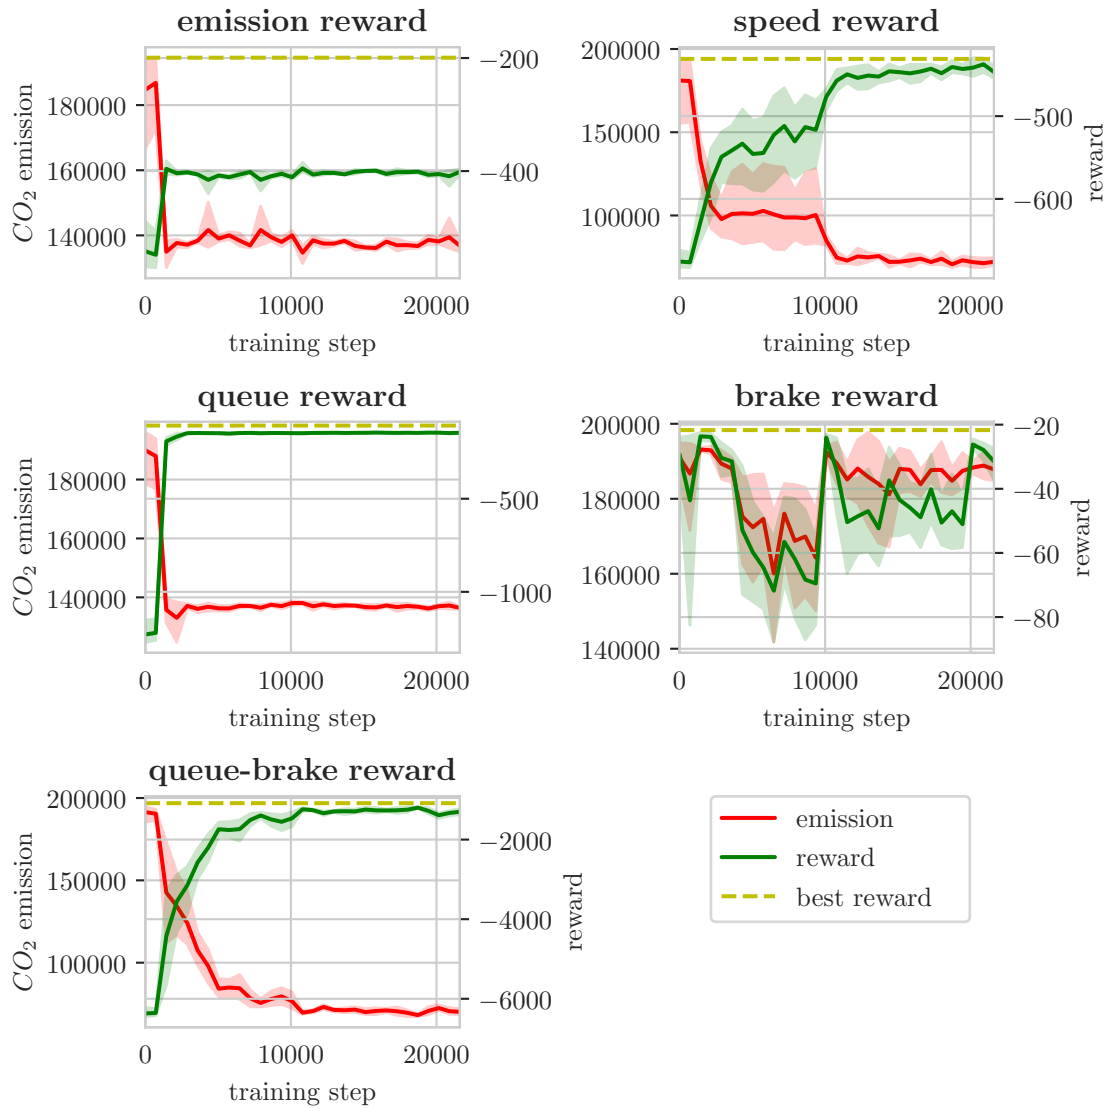 emission reward
CO2 emission
180000
160000
140000
−200
−400
0 10000 20000
training step
speed reward
200000
150000
100000
−500
−600
reward
0 10000 20000
training step
queue reward
CO2 emission
180000
160000
140000
−500
−1000
0 10000 20000
training step
brake reward
200000
180000
160000
140000
−20
−40
−60
−80
reward
0 10000 20000
training step
queue-brake reward
CO2 emission
200000
150000
100000
−2000
−4000
−6000
reward
0 10000 20000
training step
emission
reward
best reward